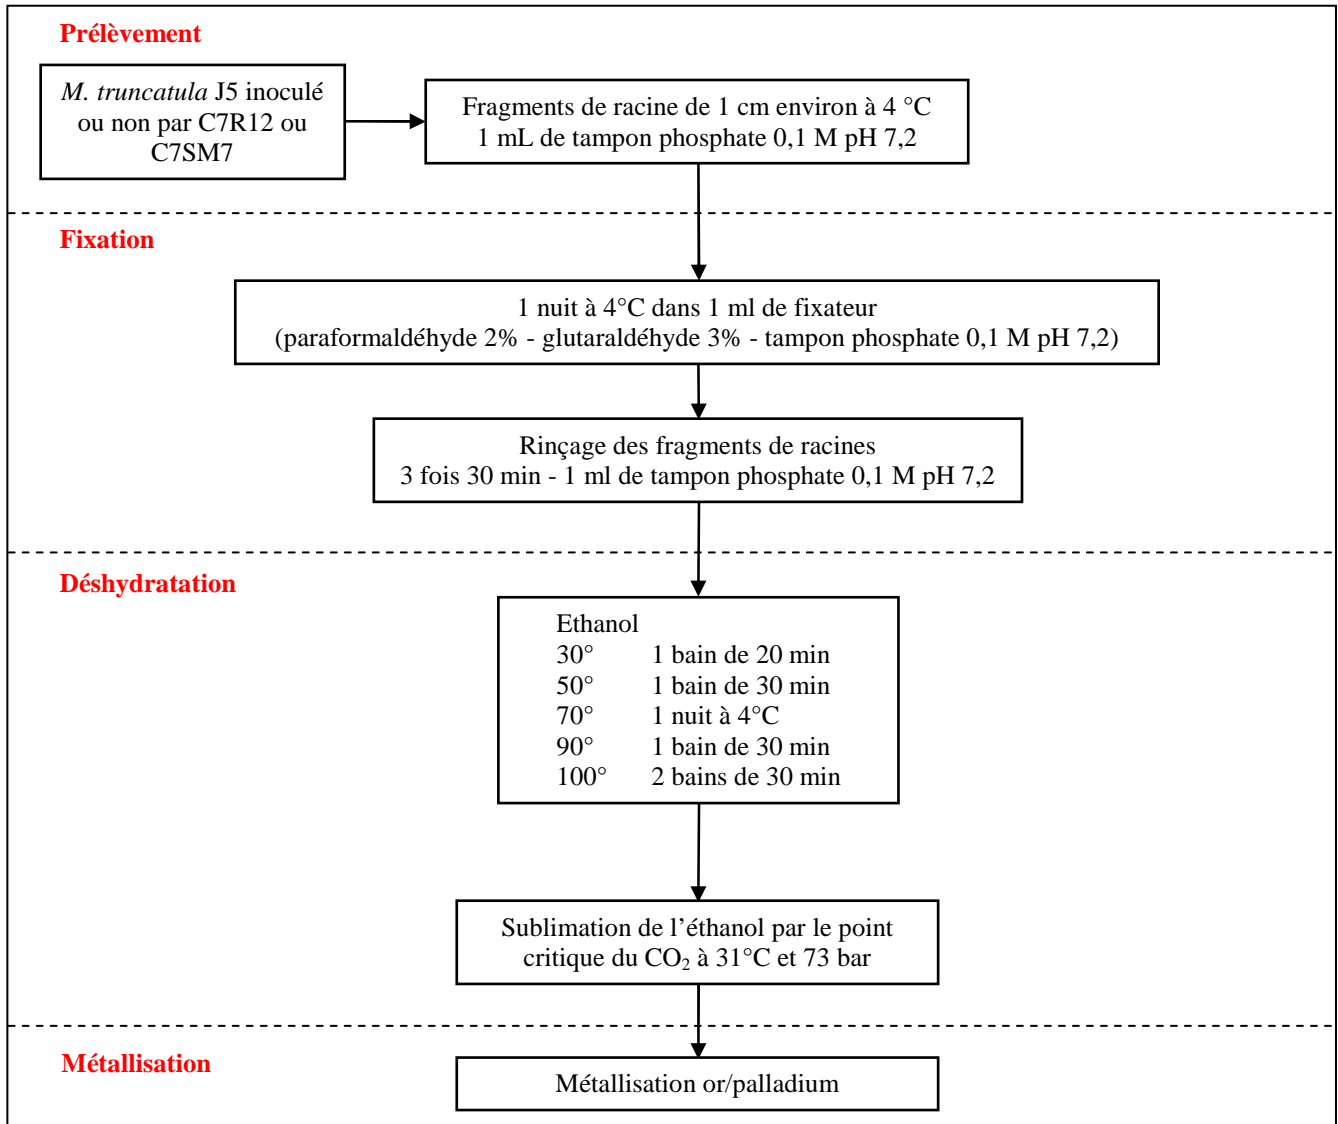 Prélèvement
M. truncatula J5 inoculé
ou non par C7R12 ou
C7SM7
Fragments de racine de 1 cm environ à 4 °C
1 mL de tampon phosphate 0,1 M pH 7,2
Fixation
1 nuit à 4°C dans 1 ml de fixateur
(paraformaldéhyde 2% - glutaraldéhyde 3% - tampon phosphate 0,1 M pH 7,2)
Rinçage des fragments de racines
3 fois 30 min - 1 ml de tampon phosphate 0,1 M pH 7,2
Déshydratation
Ethanol
30° 1 bain de 20 min
50° 1 bain de 30 min
70° 1 nuit à 4°C
90° 1 bain de 30 min
100° 2 bains de 30 min
Sublimation de l’éthanol par le point
critique du CO₂ à 31°C et 73 bar
Métallisation
Métallisation or/palladium